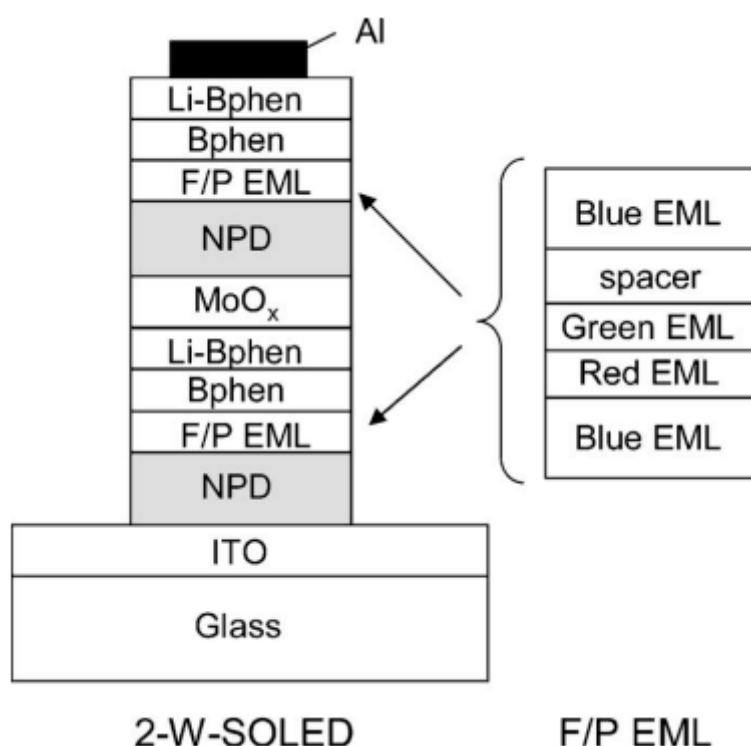 Al
Li-Bphen
Bphen
F/P EML
NPD
MoOₓ
Li-Bphen
Bphen
F/P EML
NPD
ITO
Glass
2-W-SOLED
Blue EML
spacer
Green EML
Red EML
Blue EML
F/P EML